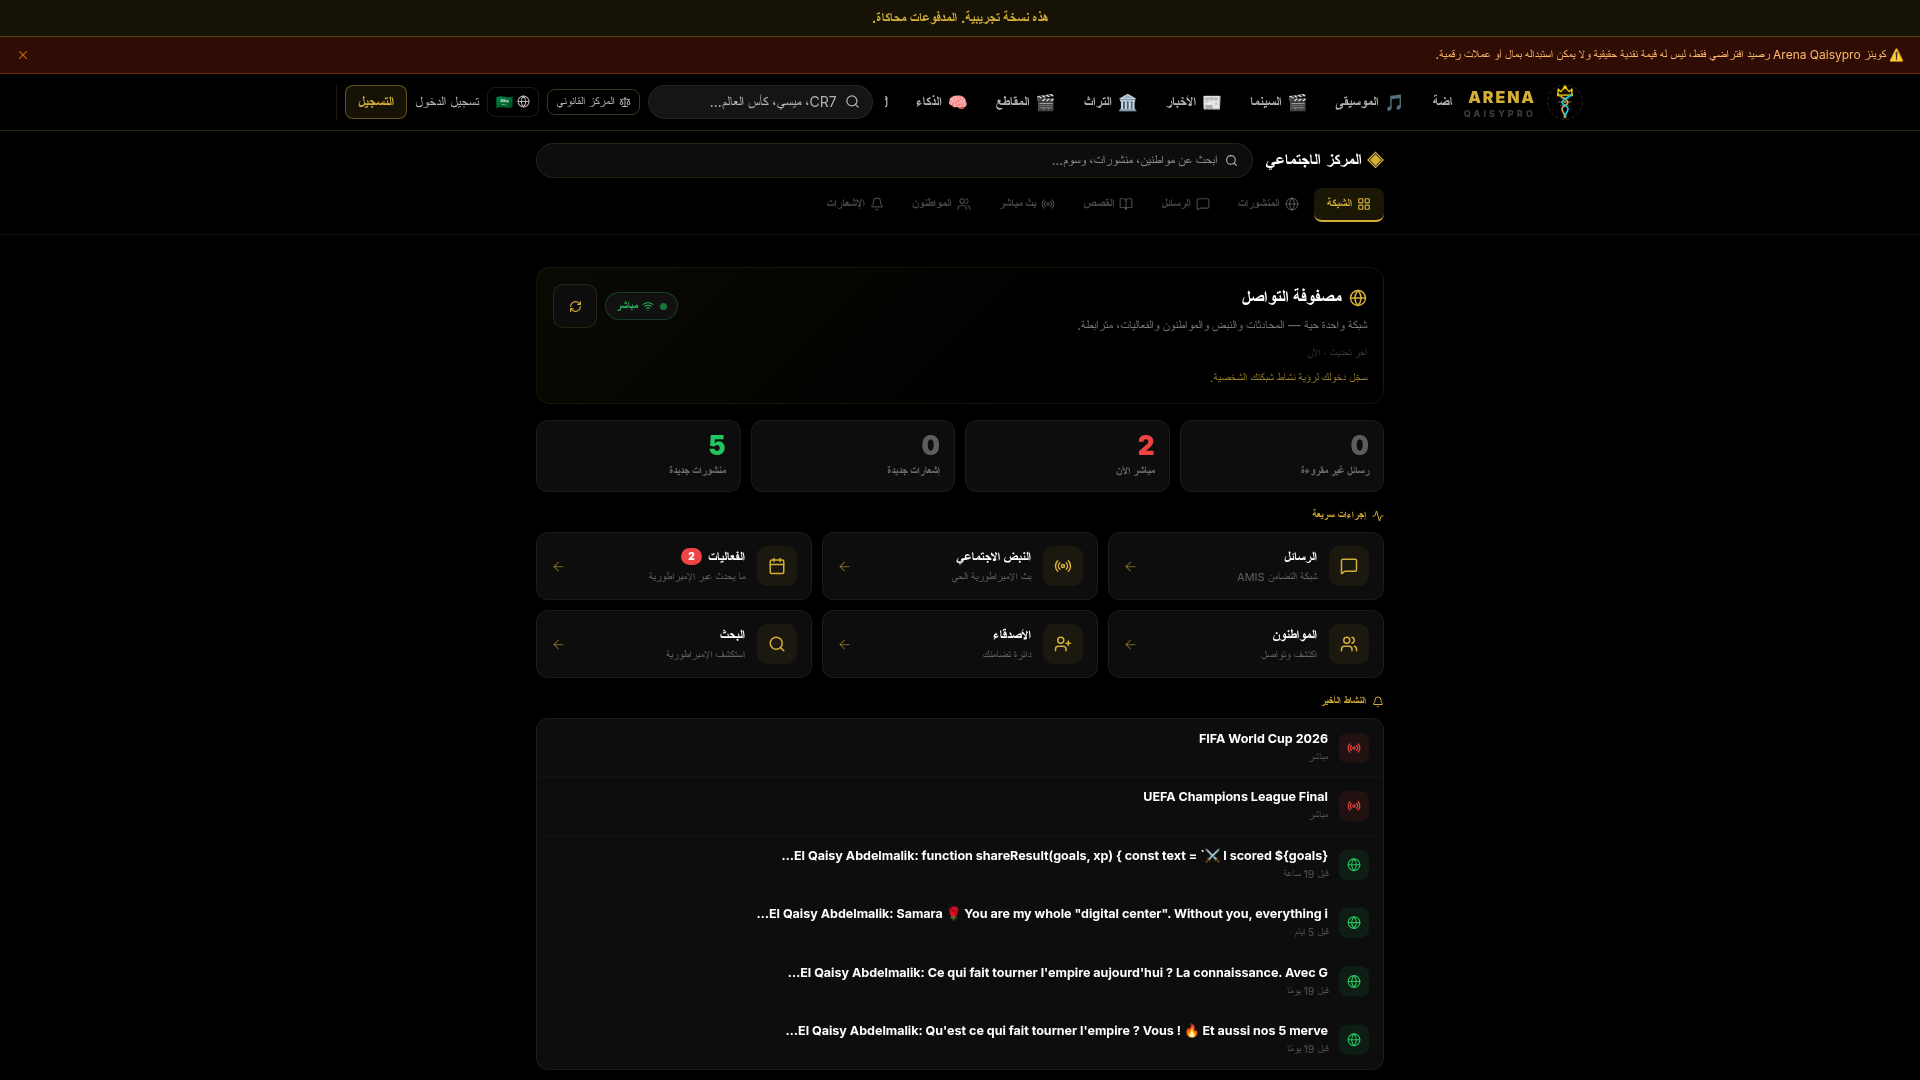 هذه نسخة تجريبية. المدفوعات محاكاة.
⚠️ كوينز Arena Qaisypro رصيد افتراضي فقط، ليس له قيمة نقدية حقيقية ولا يمكن استبداله بمال أو عملات رقمية.
ARENA
QAISYPRO
اضة
الموسيقى
السينما
الأخبار
التراث
المقاطع
الذكاء
CR7، ميسي، كأس العالم...
المركز القانوني
تسجيل الدخول
التسجيل
المركز الاجتماعي
ابحث عن مواطنين، منشورات، وسوم...
الشبكة
المنشورات
الرسائل
القصص
بث مباشر
المواطنون
الإشعارات
مصفوفة التواصل
مباشر
شبكة واحدة حية — المحادثات والنبض والمواطنون والفعاليات، مترابطة.
آخر تحديث · الآن
سجّل دخولك لرؤية نشاط شبكتك الشخصية.
0
رسائل غير مقروءة
2
مباشر الآن
0
إشعارات جديدة
5
منشورات جديدة
إجراءات سريعة
الرسائل
شبكة التضامن AMIS
النبض الاجتماعي
بث الإمبراطورية الحي
الفعاليات 2
ما يحدث عبر الإمبراطورية
المواطنون
اكتشف وتواصل
الأصدقاء
دائرة تضامنك
البحث
استكشف الإمبراطورية
النشاط الأخير
FIFA World Cup 2026
مباشر
UEFA Champions League Final
مباشر
El Qaisy Abdelmalik: function shareResult(goals, xp) { const text = `⚔️ I scored ${goals}...
قبل 19 ساعة
El Qaisy Abdelmalik: Samara 🌹 You are my whole "digital center". Without you, everything i...
قبل 5 أيام
El Qaisy Abdelmalik: Ce qui fait tourner l'empire aujourd'hui ? La connaissance. Avec G...
قبل 19 يومًا
El Qaisy Abdelmalik: Qu'est ce qui fait tourner l'empire ? Vous ! 🔥 Et aussi nos 5 merve...
قبل 19 يومًا